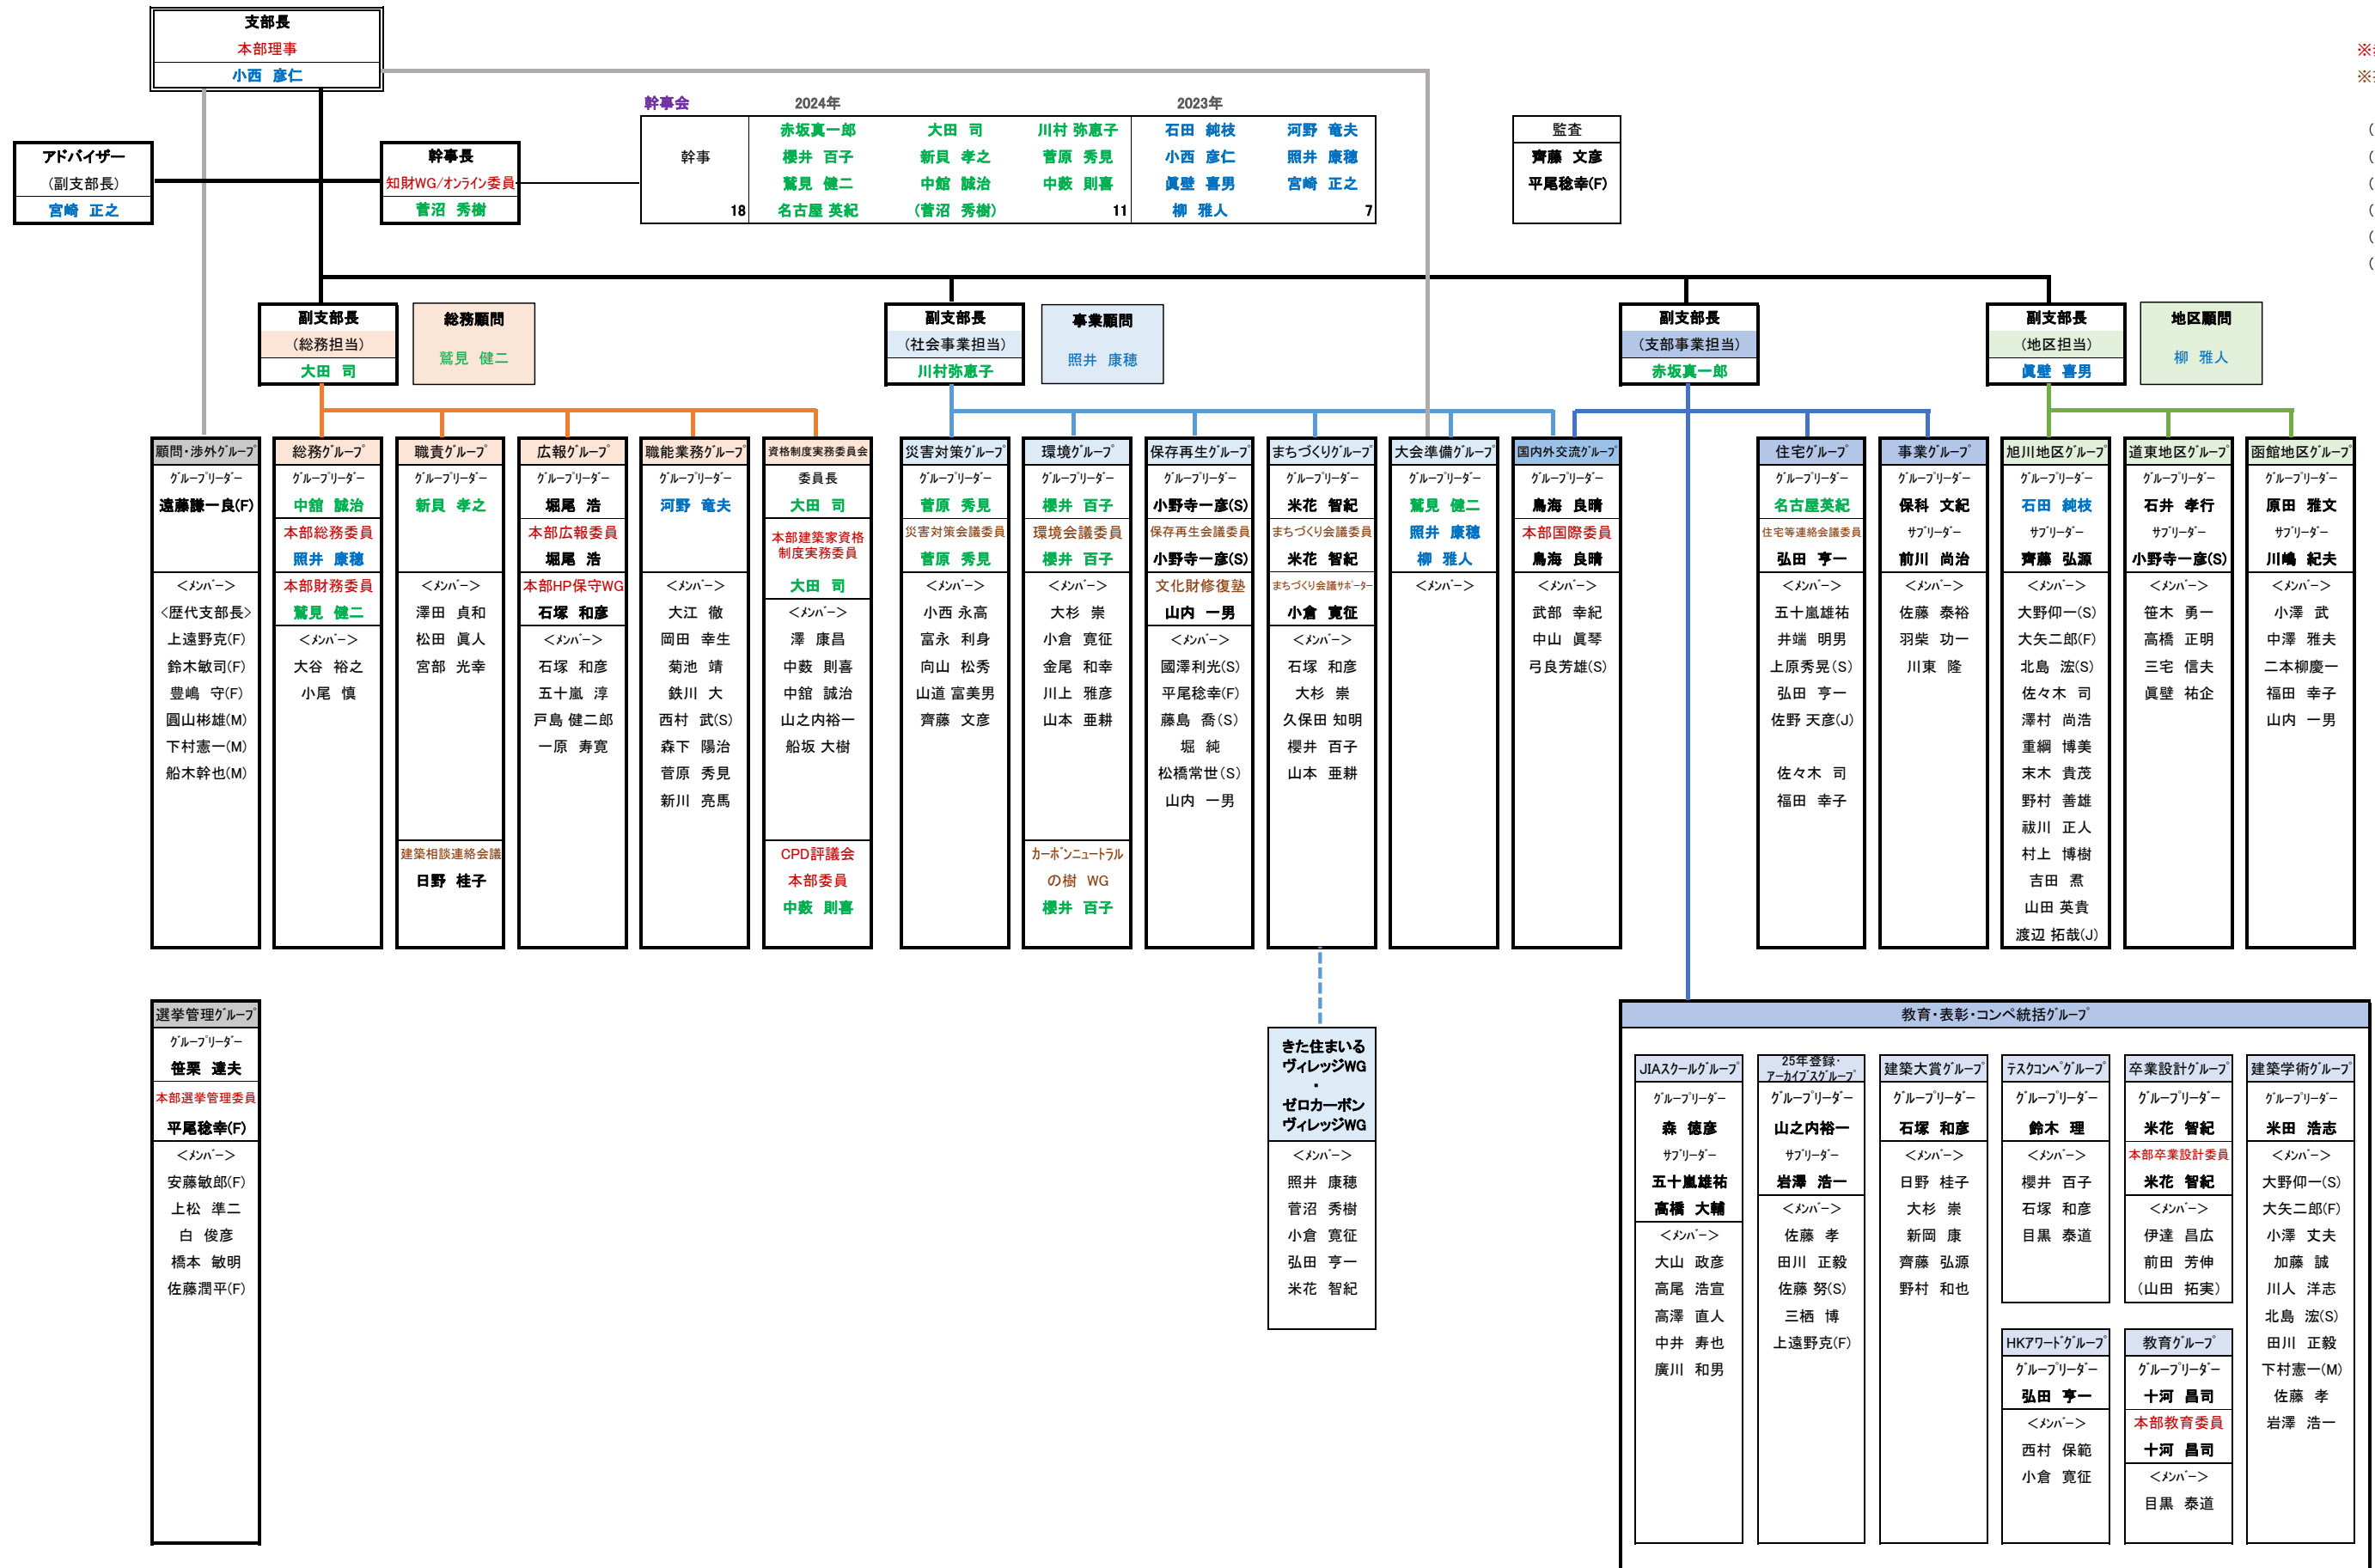 支部長
本部理事
小西 彦仁
アドバイザー
(副支部長)
宮崎 正之
幹事長
知財WG/オンライン委員
菅沼 秀樹
幹事会 2024年 2023年
赤坂真一郎 大田 司 川村 弥恵子 石田 純枝 河野 竜夫
幹事 櫻井 百子 新貝 孝之 菅原 秀見 小西 彦仁 照井 康穂
鷲見 健二 中舘 誠治 中薮 則喜 眞壁 喜男 宮崎 正之
18 名古屋 英紀 (菅沼 秀樹) 11 柳 雅人 7
監査
齊藤 文彦
平尾稔幸(F)
副支部長
(総務担当)
大田 司
総務顧問
鷲見 健二
副支部長
(社会事業担当)
川村弥恵子
事業顧問
照井 康穂
副支部長
(支部事業担当)
赤坂真一郎
副支部長
(地区担当)
眞壁 喜男
地区顧問
柳 雅人
顧問・渉外グループ
グループリーダー
遠藤謙一良(F)
<メンバー>
<歴代支部長>
上遠野克(F)
鈴木敏司(F)
豊嶋 守(F)
圓山彬雄(M)
下村憲一(M)
船木幹也(M)
総務グループ
グループリーダー
中舘 誠治
本部総務委員
照井 康穂
本部財務委員
鷲見 健二
<メンバー>
大谷 裕之
小尾 慎
職責グループ
グループリーダー
新貝 孝之
<メンバー>
澤田 貞和
松田 眞人
宮部 光幸
建築相談連絡会議
日野 桂子
広報グループ
グループリーダー
堀尾 浩
本部広報委員
堀尾 浩
本部HP保守WG
石塚 和彦
<メンバー>
石塚 和彦
五十嵐 淳
戸島 健二郎
一原 寿寛
職能業務グループ
グループリーダー
河野 竜夫
<メンバー>
大江 徹
岡田 幸生
菊池 靖
鉄川 大
西村 武(S)
森下 陽治
菅原 秀見
新川 亮馬
資格制度実務委員会
委員長
大田 司
本部建築家資格
制度実務委員
大田 司
<メンバー>
澤 康昌
中薮 則喜
中舘 誠治
山之内裕一
船坂 大樹
CPD評議会
本部委員
中薮 則喜
災害対策グループ
グループリーダー
菅原 秀見
災害対策会議委員
菅原 秀見
<メンバー>
小西 永高
富永 利身
向山 松秀
山道 富美男
齊藤 文彦
環境グループ
グループリーダー
櫻井 百子
環境会議委員
櫻井 百子
<メンバー>
大杉 崇
小倉 寛征
金尾 和幸
川上 雅彦
山本 亜耕
カーボンニュートラル
の樹 WG
櫻井 百子
保存再生グループ
グループリーダー
小野寺一彦(S)
保存再生会議委員
小野寺一彦(S)
文化財修復塾
山内 一男
<メンバー>
國澤利光(S)
平尾稔幸(F)
藤島 喬(S)
堀 純
松橋常世(S)
山内 一男
まちづくりグループ
グループリーダー
米花 智紀
まちづくり会議委員
米花 智紀
まちづくり会議サポーター
小倉 寛征
<メンバー>
石塚 和彦
大杉 崇
久保田 知明
櫻井 百子
山本 亜耕
大会準備グループ
グループリーダー
鷲見 健二
照井 康穂
柳 雅人
<メンバー>
国内外交流グループ
グループリーダー
鳥海 良晴
本部国際委員
鳥海 良晴
<メンバー>
武部 幸紀
中山 眞琴
弓良芳雄(S)
住宅グループ
グループリーダー
名古屋英紀
住宅等連絡会議委員
弘田 亨一
<メンバー>
五十嵐雄祐
井端 明男
上原秀晃(S)
弘田 亨一
佐野 天彦(J)
佐々木 司
福田 幸子
事業グループ
グループリーダー
保科 文紀
サブリーダー
前川 尚治
<メンバー>
佐藤 泰裕
羽柴 功一
川東 隆
旭川地区グループ
グループリーダー
石田 純枝
サブリーダー
齊藤 弘源
<メンバー>
大野仰一(S)
大矢二郎(F)
北島 浤(S)
佐々木 司
澤村 尚浩
重綱 博美
末木 貴茂
野村 善雄
祓川 正人
村上 博樹
吉田 煮
山田 英貴
渡辺 拓哉(J)
道東地区グループ
グループリーダー
石井 孝行
サブリーダー
小野寺一彦(S)
<メンバー>
笹木 勇一
高橋 正明
三宅 信夫
眞壁 祐企
函館地区グループ
グループリーダー
原田 雅文
サブリーダー
川嶋 紀夫
<メンバー>
小澤 武
中澤 雅夫
二本柳慶一
福田 幸子
山内 一男
選挙管理グループ
グループリーダー
笹栗 達夫
本部選挙管理委員
平尾稔幸(F)
<メンバー>
安藤敏郎(F)
上松 準二
白 俊彦
橋本 敏明
佐藤潤平(F)
きた住まいる
ヴィレッジWG
・
ゼロカーボン
ヴィレッジWG
<メンバー>
照井 康穂
菅沼 秀樹
小倉 寛征
弘田 亨一
米花 智紀
教育・表彰・コンペ統括グループ
JIAスクールグループ
グループリーダー
森 徳彦
サブリーダー
五十嵐雄祐
高橋 大輔
<メンバー>
大山 政彦
高尾 浩宣
高澤 直人
中井 寿也
廣川 和男
25年登録・
アーカイブスグループ
グループリーダー
山之内裕一
サブリーダー
岩澤 浩一
<メンバー>
佐藤 孝
田川 正毅
佐藤 努(S)
三栖 博
上遠野克(F)
建築大賞グループ
グループリーダー
石塚 和彦
<メンバー>
日野 桂子
大杉 崇
新岡 康
齊藤 弘源
野村 和也
テスクコンペグループ
グループリーダー
鈴木 理
<メンバー>
櫻井 百子
石塚 和彦
目黒 泰道
HKアワードグループ
グループリーダー
弘田 亨一
<メンバー>
西村 保範
小倉 寛征
卒業設計グループ
グループリーダー
米花 智紀
本部卒業設計委員
米花 智紀
<メンバー>
伊達 昌広
前田 芳伸
(山田 拓実)
教育グループ
グループリーダー
十河 昌司
本部教育委員
十河 昌司
<メンバー>
目黒 泰道
建築学術グループ
グループリーダー
米田 浩志
<メンバー>
大野仰一(S)
大矢二郎(F)
小澤 丈夫
加藤 誠
川人 洋志
北島 浤(S)
田川 正毅
下村憲一(M)
佐藤 孝
岩澤 浩一